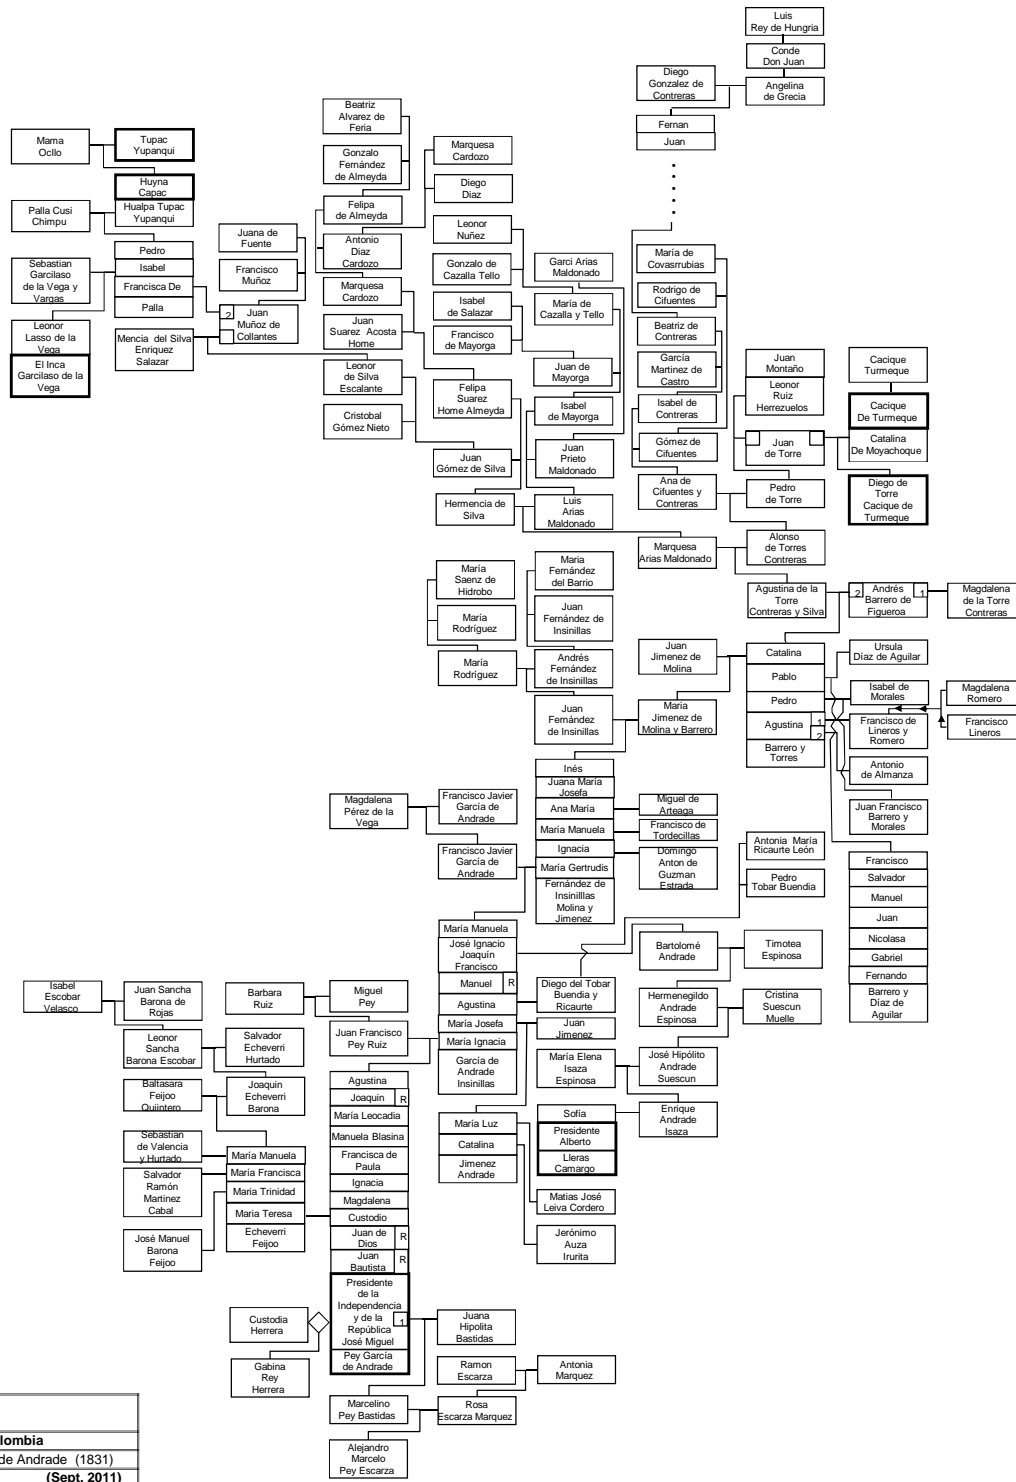 Luis
Rey de Hungria
Conde
Don Juan
Diego
Gonzalez de
Contreras
Angelina
de Grecia
Fernan
Juan
Beatriz
Alvarez de
Feria
Mama
Ocllo
Tupac
Yupanqui
Gonzalo
Fernández
de Almeyda
Marquesa
Cardozo
Huyna
Capac
Diego
Diaz
Palla Cusi
Chimpu
Hualpa Tupac
Yupanqui
Felipa
de Almeyda
Leonor
Nuñez
Juana de
Fuente
Antonio
Diaz
Cardozo
Pedro
Isabel
Francisca De
Palla
Sebastian
Garcilaso
de la Vega y
Vargas
Francisco
Muñoz
Gonzalo de
Cazalla Tello
Garci Arias
Maldonado
María de
Covasrrubias
Marquesa
Cardozo
Isabel
de Salazar
María de
Cazalla y Tello
Rodrigo de
Cifuentes
2
Juan
Muñoz de
Collantes
Leonor
Lasso de la
Vega
Mencia del Silva
Enriquez
Salazar
Juan
Suarez Acosta
Home
Francisco
de Mayorga
Beatriz de
Contreras
El Inca
Garcilaso de la
Vega
Leonor
de Silva
Escalante
Juan de
Mayorga
García
Martinez de
Castro
Juan
Montaño
Cacique
Turmeque
Cristobal
Gómez Nieto
Felipa
Suarez
Home Almeyda
Isabel
de Mayorga
Isabel de
Contreras
Leonor
Ruiz
Herrezuelos
Cacique
De Turmeque
Juan
Gómez de Silva
Juan
Prieto
Maldonado
Gómez de
Cifuentes
Juan
de Torre
Catalina
De Moyachoque
Hermencia de
Silva
Luis
Arias
Maldonado
Ana de
Cifuentes y
Contreras
Pedro
de Torre
Diego de
Torre
Cacique de
Turmeque
Marquesa
Arias Maldonado
Alonso
de Torres
Contreras
María
Saenz de
Hidrobo
Maria
Fernández
del Barrio
Agustina de la
Torre
Contreras y Silva
2
Andrés
Barrero de
Figueroa
1
Magdalena
de la Torre
Contreras
María
Rodríguez
Juan
Fernández de
Insinillas
María
Rodríguez
Andrés
Fernández
de Insinillas
Juan
Jimenez de
Molina
Catalina
Pablo
Pedro
Agustina
1
2
Barrero y
Torres
Ursula
Díaz de Aguilar
Juan
Fernández
de Insinillas
Maria
Jimenez de
Molina y Barrero
Isabel de
Morales
Magdalena
Romero
Francisco de
Lineros y
Romero
Francisco
Lineros
Antonio
de Almanza
Juan Francisco
Barrero y
Morales
Inés
Juana María
Josefa
Ana María
María Manuela
Ignacia
María Gertrudis
Fernández de
Insinilllas
Molina y
Jimenez
Magdalena
Pérez de la
Vega
Francisco Javier
García de
Andrade
Miguel de
Arteaga
Francisco de
Tordecillas
Domingo
Anton de
Guzman
Estrada
Francisco Javier
García de
Andrade
Antonia María
Ricaurte León
Pedro
Tobar Buendia
Francisco
Salvador
Manuel
Juan
Nicolasa
Gabriel
Fernando
Barrero y
Díaz de
Aguilar
María Manuela
José Ignacio
Joaquín
Francisco
Manuel
R
Agustina
María Josefa
María Ignacia
García de
Andrade
Insinillas
Bartolomé
Andrade
Timotea
Espinosa
Diego del Tobar
Buendia y
Ricaurte
Hermenegildo
Andrade
Espinosa
Cristina
Suescun
Muelle
Isabel
Escobar
Velasco
Juan Sancha
Barona de
Rojas
Barbara
Ruiz
Miguel
Pey
Juan Francisco
Pey Ruiz
Juan
Jimenez
Leonor
Sancha
Barona Escobar
Salvador
Echeverri
Hurtado
María Elena
Isaza
Espinosa
José Hipólito
Andrade
Suescun
Baltasara
Feijoo
Quiintero
Joaquin
Echeverri
Barona
Agustina
Joaquin
R
María Leocadia
Manuela Blasina
Francisca de
Paula
Ignacia
Magdalena
Custodio
Juan de
Dios
R
Juan
Bautista
R
Presidente
de la
Independencia
y de la
República
José Miguel
1
Pey García
de Andrade
María Luz
Catalina
Jimenez
Andrade
Sofía
Presidente
Alberto
Lleras
Camargo
Enrique
Andrade
Isaza
Sebastian
de Valencia
y Hurtado
María Manuela
María Francisca
Maria Trinidad
Maria Teresa
Echeverri
Feijoo
Salvador
Ramón
Martinez
Cabal
José Manuel
Barona
Feijoo
Matias José
Leiva Cordero
Jerónimo
Auza
Irurita
Custodia
Herrera
Juana
Hipolita
Bastidas
Gabina
Rey
Herrera
Ramon
Escarza
Antonia
Marquez
Marcelino
Pey Bastidas
Rosa
Escarza Marquez
Alejandro
Marcelo
Pey Escarza
lombia
de Andrade (1831)
(Sept. 2011)